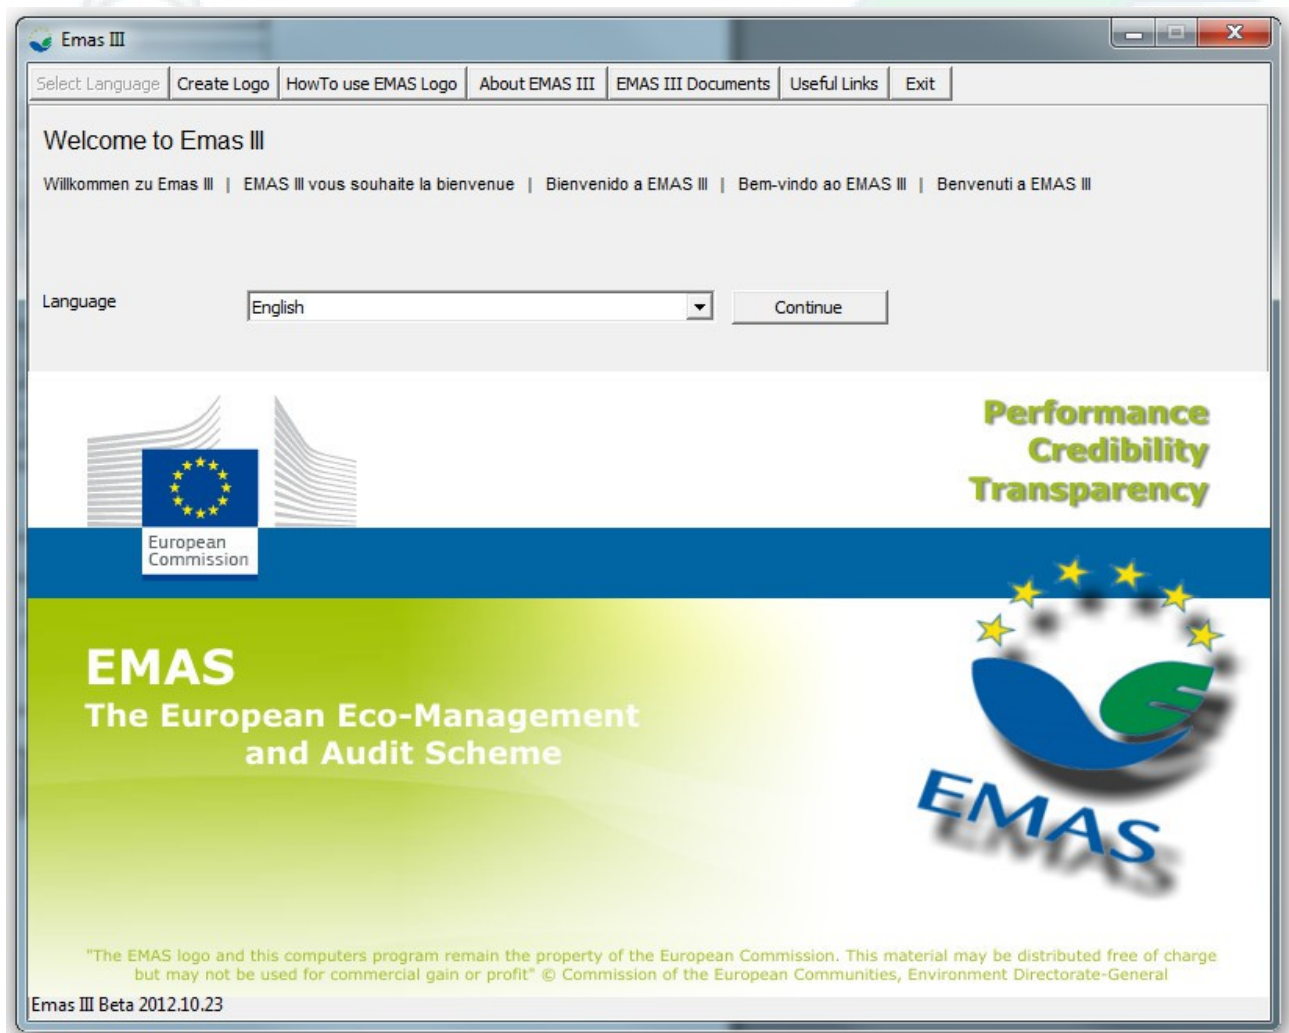 Emas III
Select Language Create Logo HowTo use EMAS Logo About EMAS III EMAS III Documents Useful Links Exit
Welcome to Emas III
Willkommen zu Emas III | EMAS III vous souhaite la bienvenue | Bienvenido a EMAS III | Bem-vindo ao EMAS III | Benvenuti a EMAS III
Language English Continue
Performance
Credibility
Transparency
European
Commission
EMAS
The European Eco-Management
and Audit Scheme
EMAS
"The EMAS logo and this computers program remain the property of the European Commission. This material may be distributed free of charge
but may not be used for commercial gain or profit" © Commission of the European Communities, Environment Directorate-General
Emas III Beta 2012.10.23